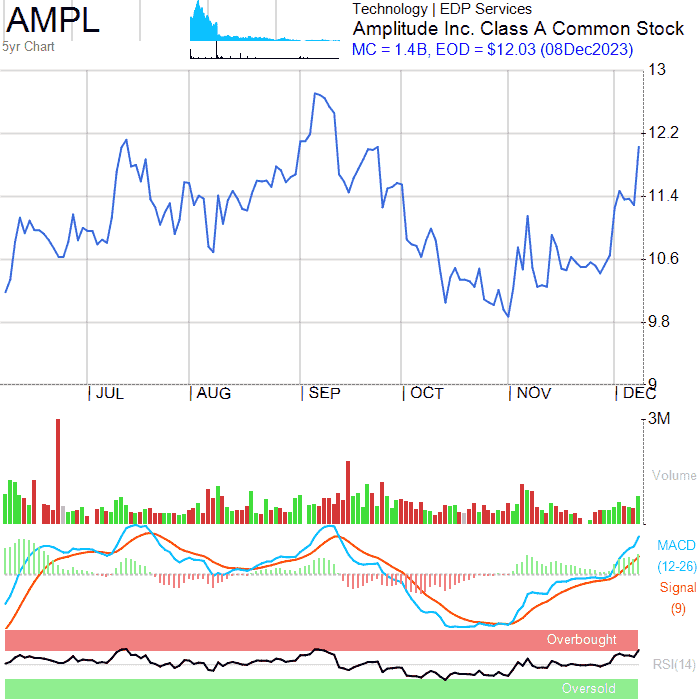 AMPL
5yr Chart
Technology | EDP Services
Amplitude Inc. Class A Common Stock
MC = 1.4B, EOD = $12.03 (08Dec2023)
13
12.2
11.4
10.6
9.8
9
JUL AUG SEP OCT NOV DEC
3M
Volume
MACD
(12-26)
Signal
(9)
Overbought
RSI(14)
Oversold